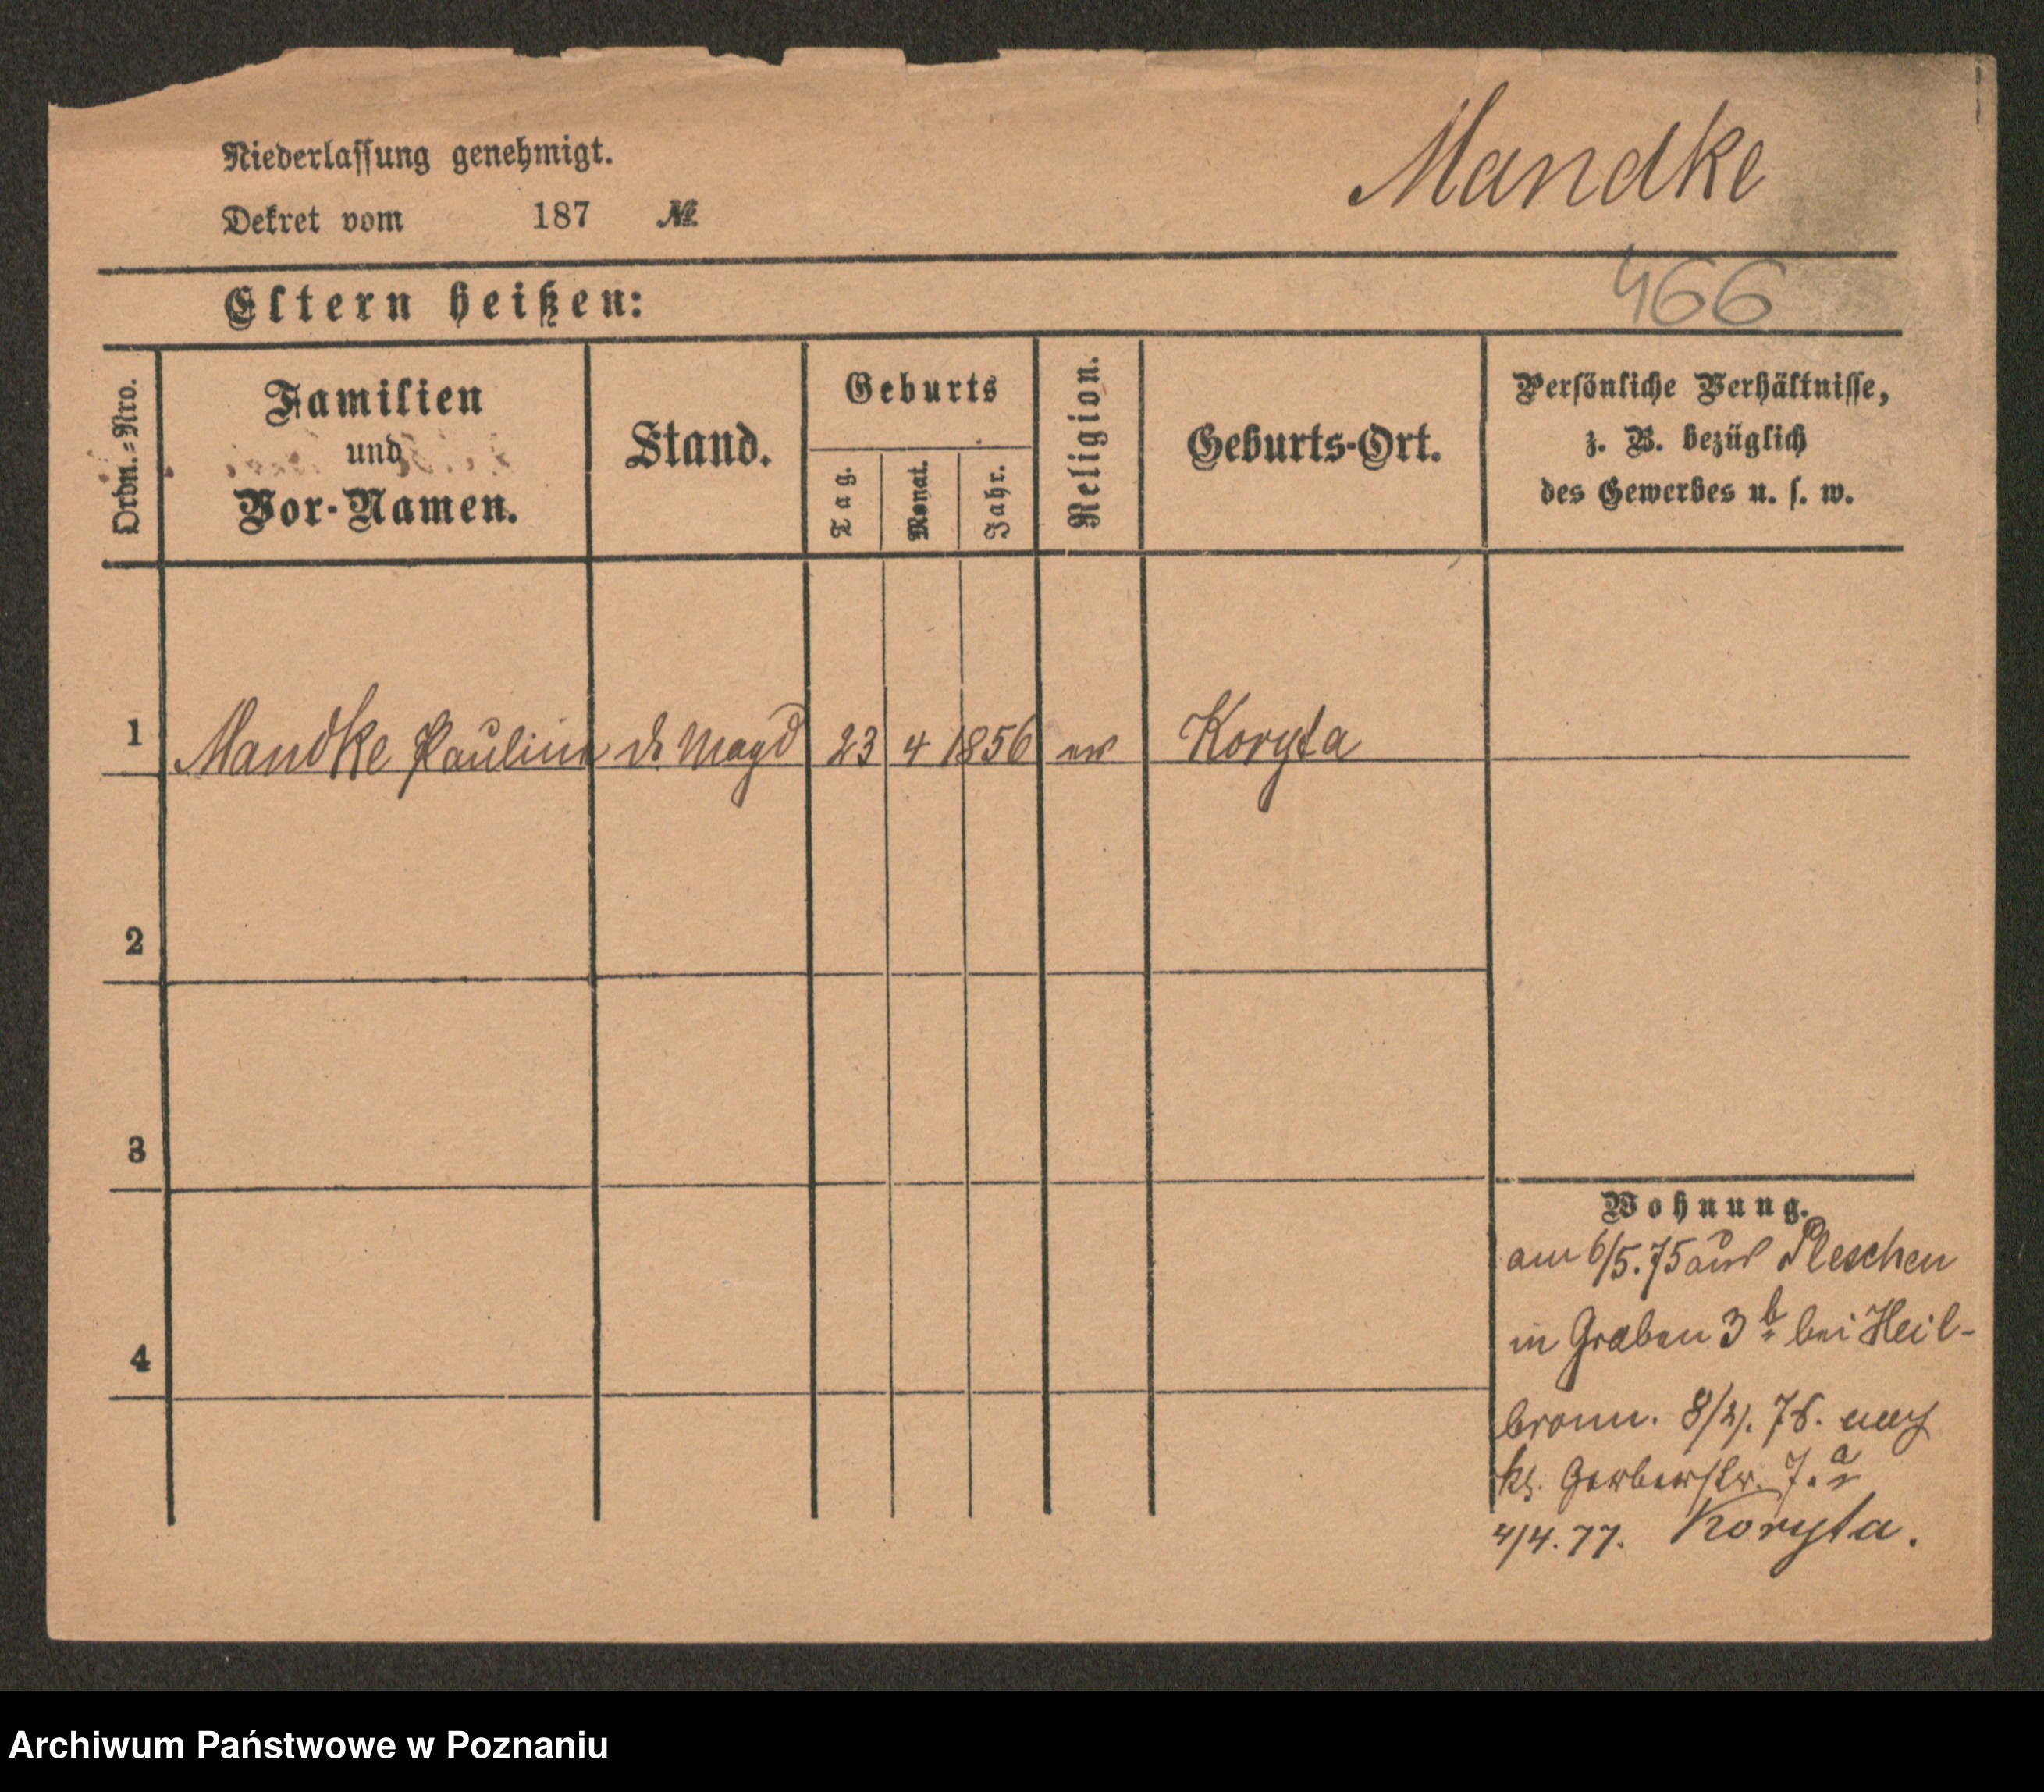 Mandke
Niederlassung genehmigt.
Dekret vom 187 №
466
Eltern heißen:
Ordn.=Nro.
Familien
und
Vor-Namen.
Stand.
Geburts
Tag.
Monat.
Jahr.
Religion.
Geburts-Ort.
Persönliche Verhältnisse,
z. B. bezüglich
des Gewerbes u. s. w.
1 Mandke Pauline Magd 23 4 1856 ev Koryta
2
3
4
Wohnung.
am 6/5. 75 aus Pleschen
in Graben 3 b bei Heil-
bronn. 8/2. 76. nach
kl. Gerberstr. 7. a
4/4. 77. Koryta.
Archiwum Państwowe w Poznaniu